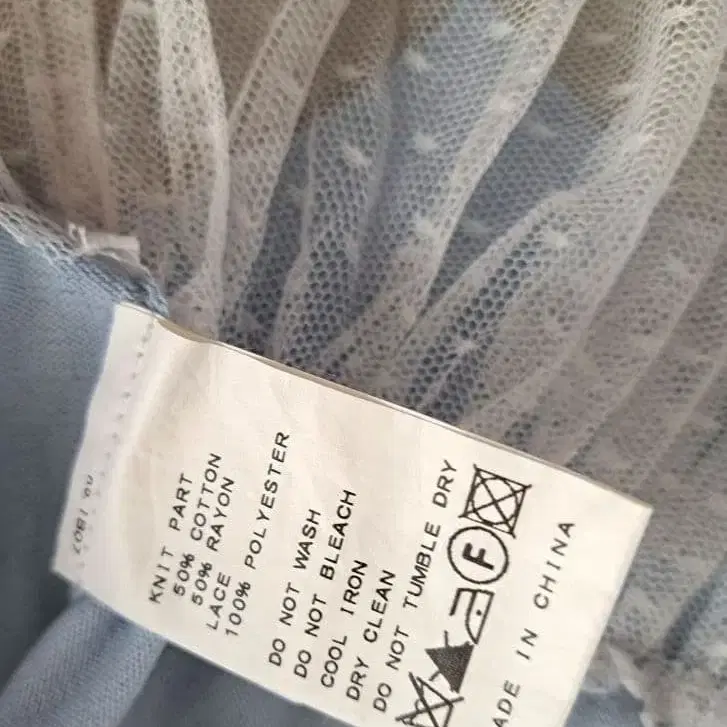 KNIT PART
50% COTTON
50% RAYON
LACE
100% POLYESTER
DO NOT WASH
DO NOT BLEACH
COOL IRON
DRY CLEAN
DO NOT TUMBLE DRY
F
ADE IN CHINA